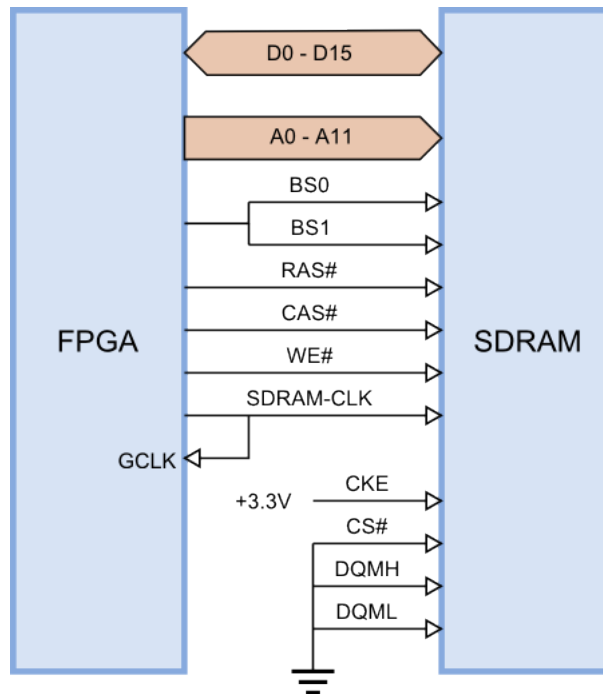 D0 - D15
A0 - A11
BS0
BS1
RAS#
CAS#
FPGA
SDRAM
WE#
SDRAM-CLK
GCLK
CKE
+3.3V
CS#
DQMH
DQML